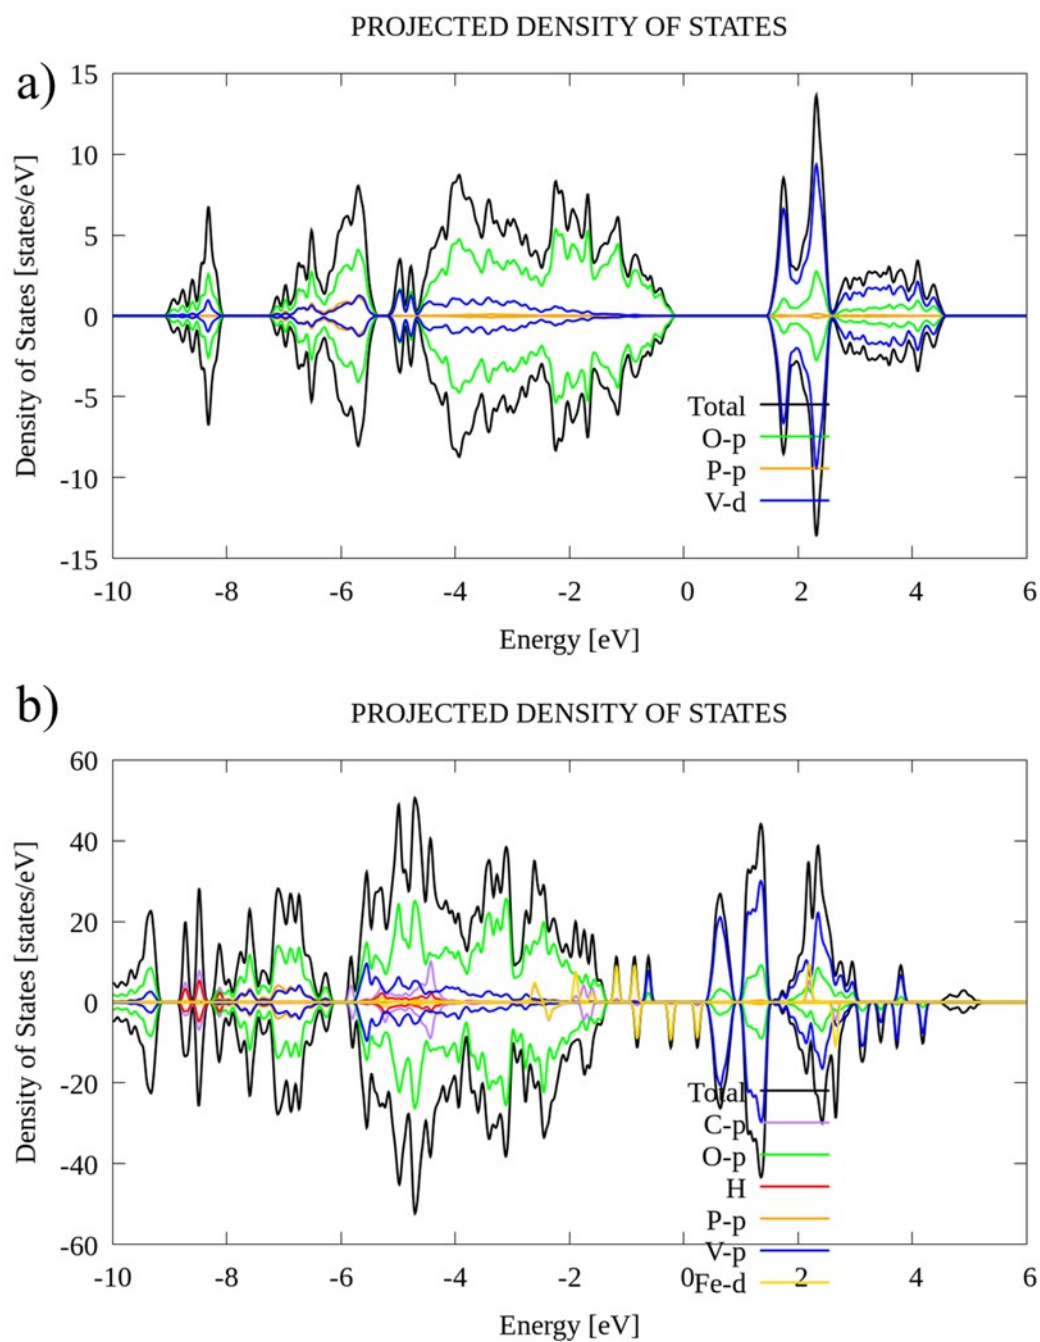 PROJECTED DENSITY OF STATES
a)
15
10
5
0
-5
-10
-15
Density of States [states/eV]
Total
O-p
P-p
V-d
-10 -8 -6 -4 -2 0 2 4 6
Energy [eV]
b)
PROJECTED DENSITY OF STATES
60
40
20
0
-20
-40
-60
Density of States [states/eV]
Total
C-p
O-p
H
P-p
V-p
Fe-d
-10 -8 -6 -4 -2 0 2 4 6
Energy [eV]